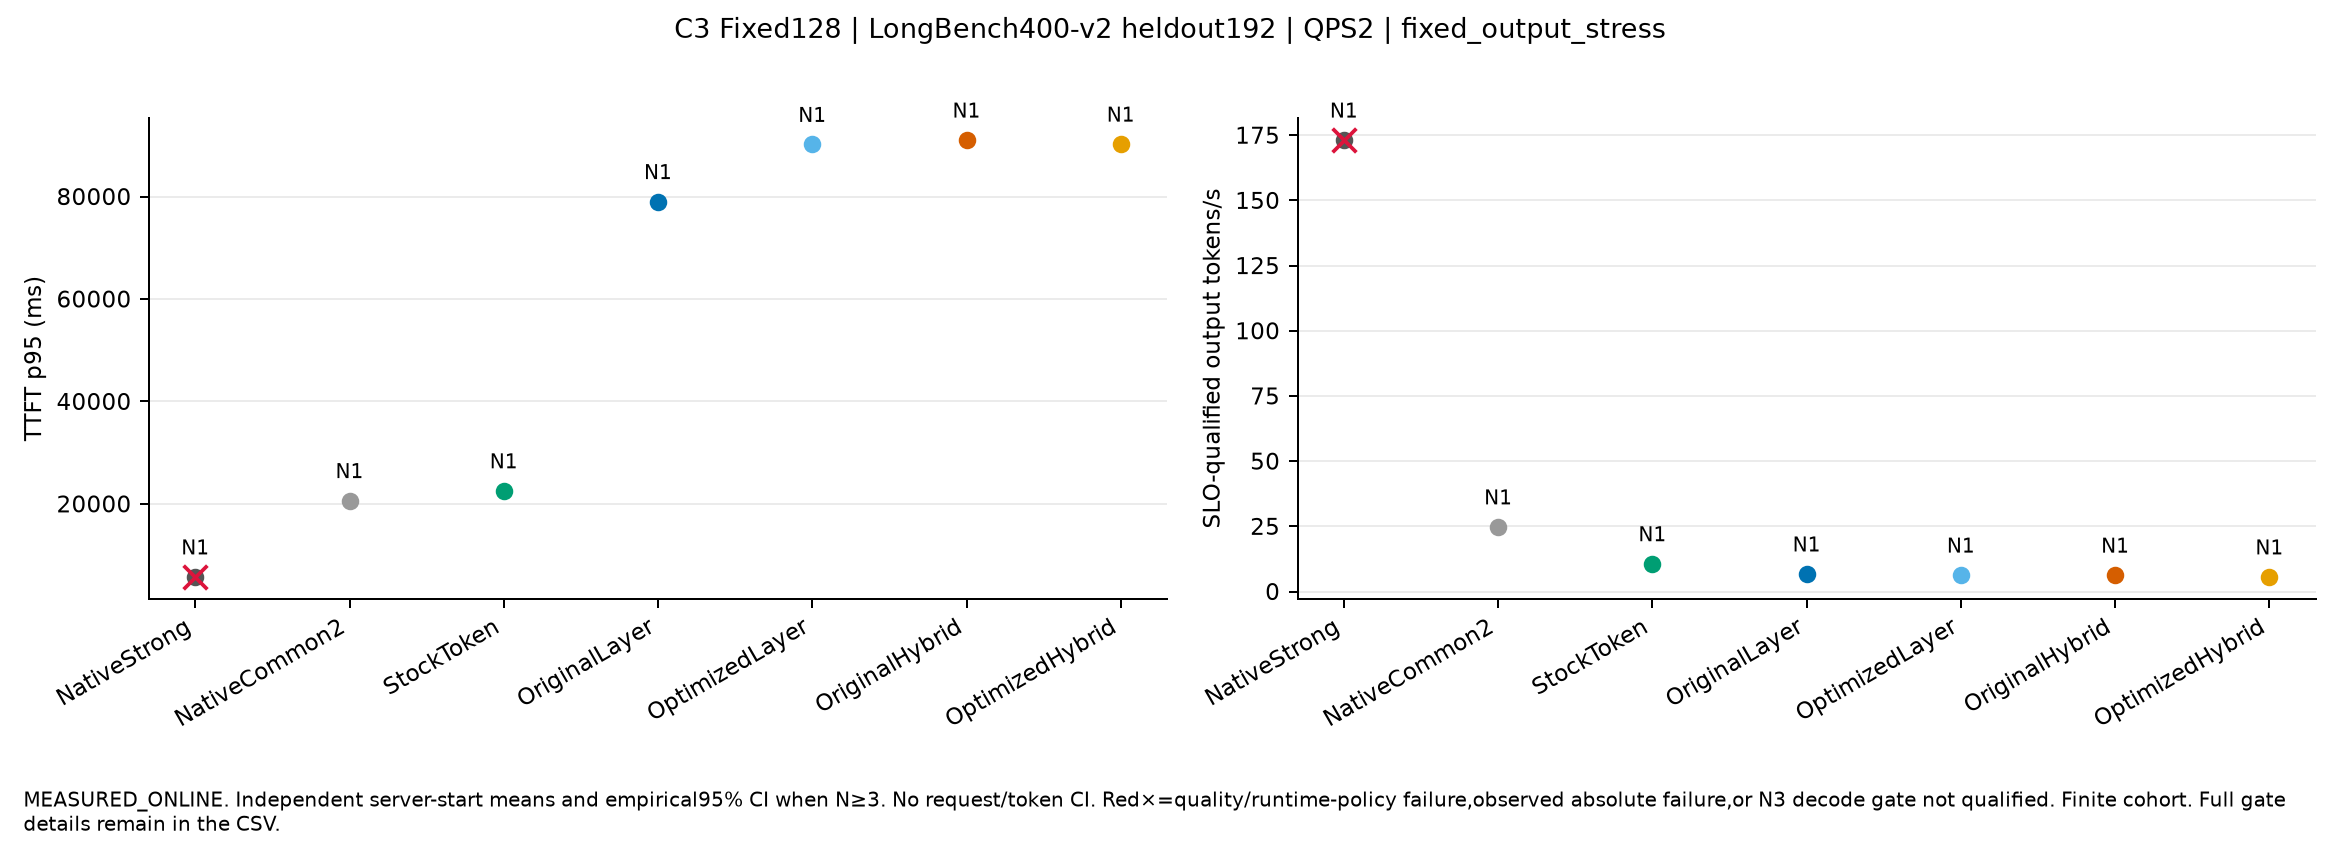 C3 Fixed128 | LongBench400-v2 heldout192 | QPS2 | fixed_output_stress
TTFT p95 (ms)
80000
60000
40000
20000
N1
N1
N1
N1
N1
N1
N1
NativeStrong
NativeCommon2
StockToken
OriginalLayer
OptimizedLayer
OriginalHybrid
OptimizedHybrid
SLO-qualified output tokens/s
175
150
125
100
75
50
25
0
N1
N1
N1
N1
N1
N1
N1
NativeStrong
NativeCommon2
StockToken
OriginalLayer
OptimizedLayer
OriginalHybrid
OptimizedHybrid
MEASURED_ONLINE. Independent server-start means and empirical95% CI when N≥3. No request/token CI. Red×=quality/runtime-policy failure,observed absolute failure,or N3 decode gate not qualified. Finite cohort. Full gate
details remain in the CSV.